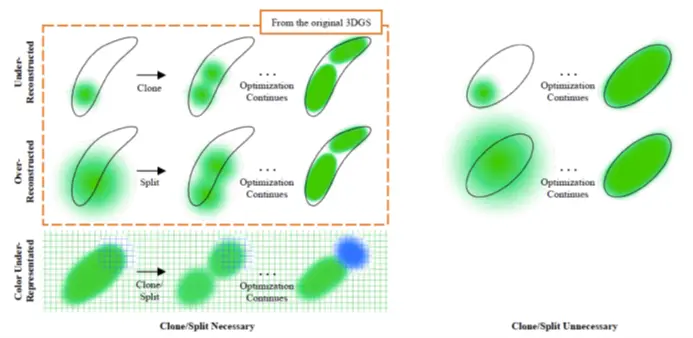 From the original 3DGS
Under-
Reconstructed
Clone
...
Optimization
Continues
...
Optimization
Continues
Over-
Reconstructed
Split
...
Optimization
Continues
...
Optimization
Continues
Color Under-
Representated
Clone/
Split
...
Optimization
Continues
Clone/Split Necessary
Clone/Split Unnecessary